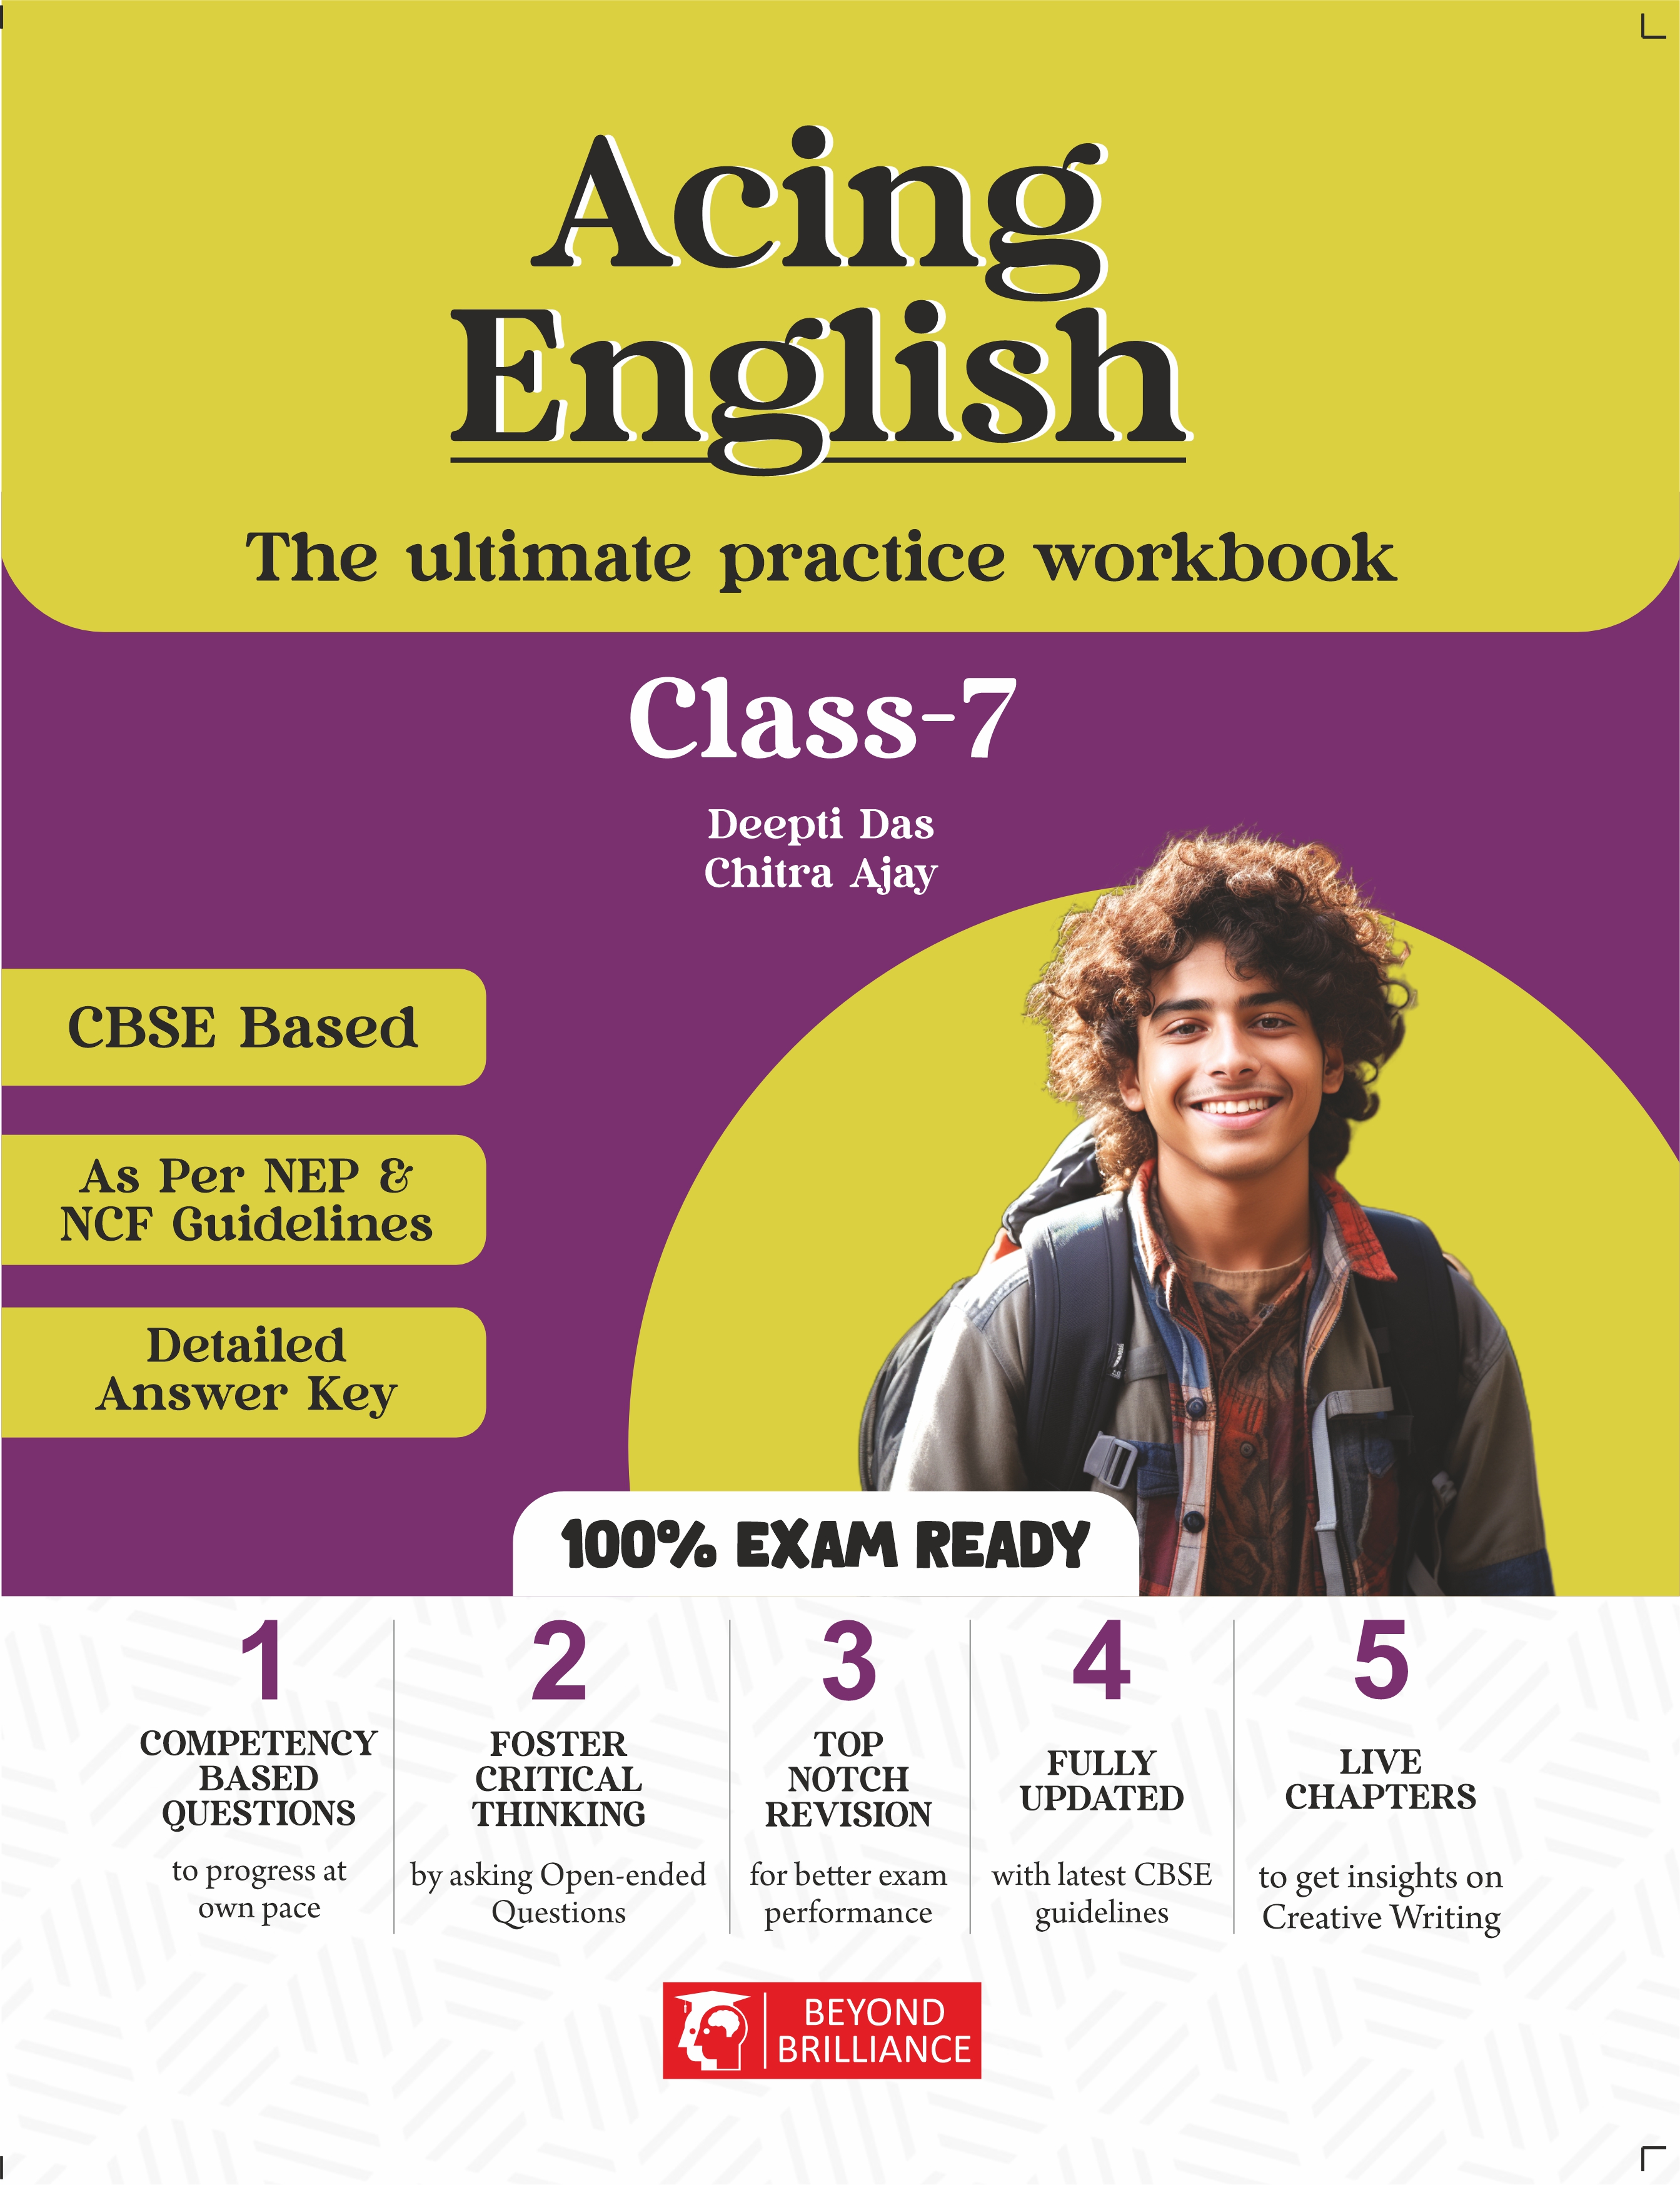 Acing
English
The ultimate practice workbook
Class-7
Deepti Das
Chitra Ajay
CBSE Based
As Per NEP &
NCF Guidelines
Detailed
Answer Key
100% EXAM READY
1
COMPETENCY
BASED
QUESTIONS
to progress at
own pace
2
FOSTER
CRITICAL
THINKING
by asking Open-ended
Questions
3
TOP
NOTCH
REVISION
for better exam
performance
4
FULLY
UPDATED
with latest CBSE
guidelines
5
LIVE
CHAPTERS
to get insights on
Creative Writing
BEYOND
BRILLIANCE